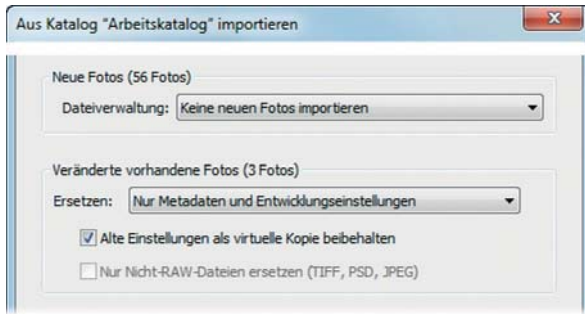 Aus Katalog "Arbeitskatalog" importieren
Neue Fotos (56 Fotos)
Dateiverwaltung: Keine neuen Fotos importieren
Veränderte vorhandene Fotos (3 Fotos)
Ersetzen: Nur Metadaten und Entwicklungseinstellungen
Alte Einstellungen als virtuelle Kopie beibehalten
Nur Nicht-RAW-Dateien ersetzen (TIFF, PSD, JPEG)